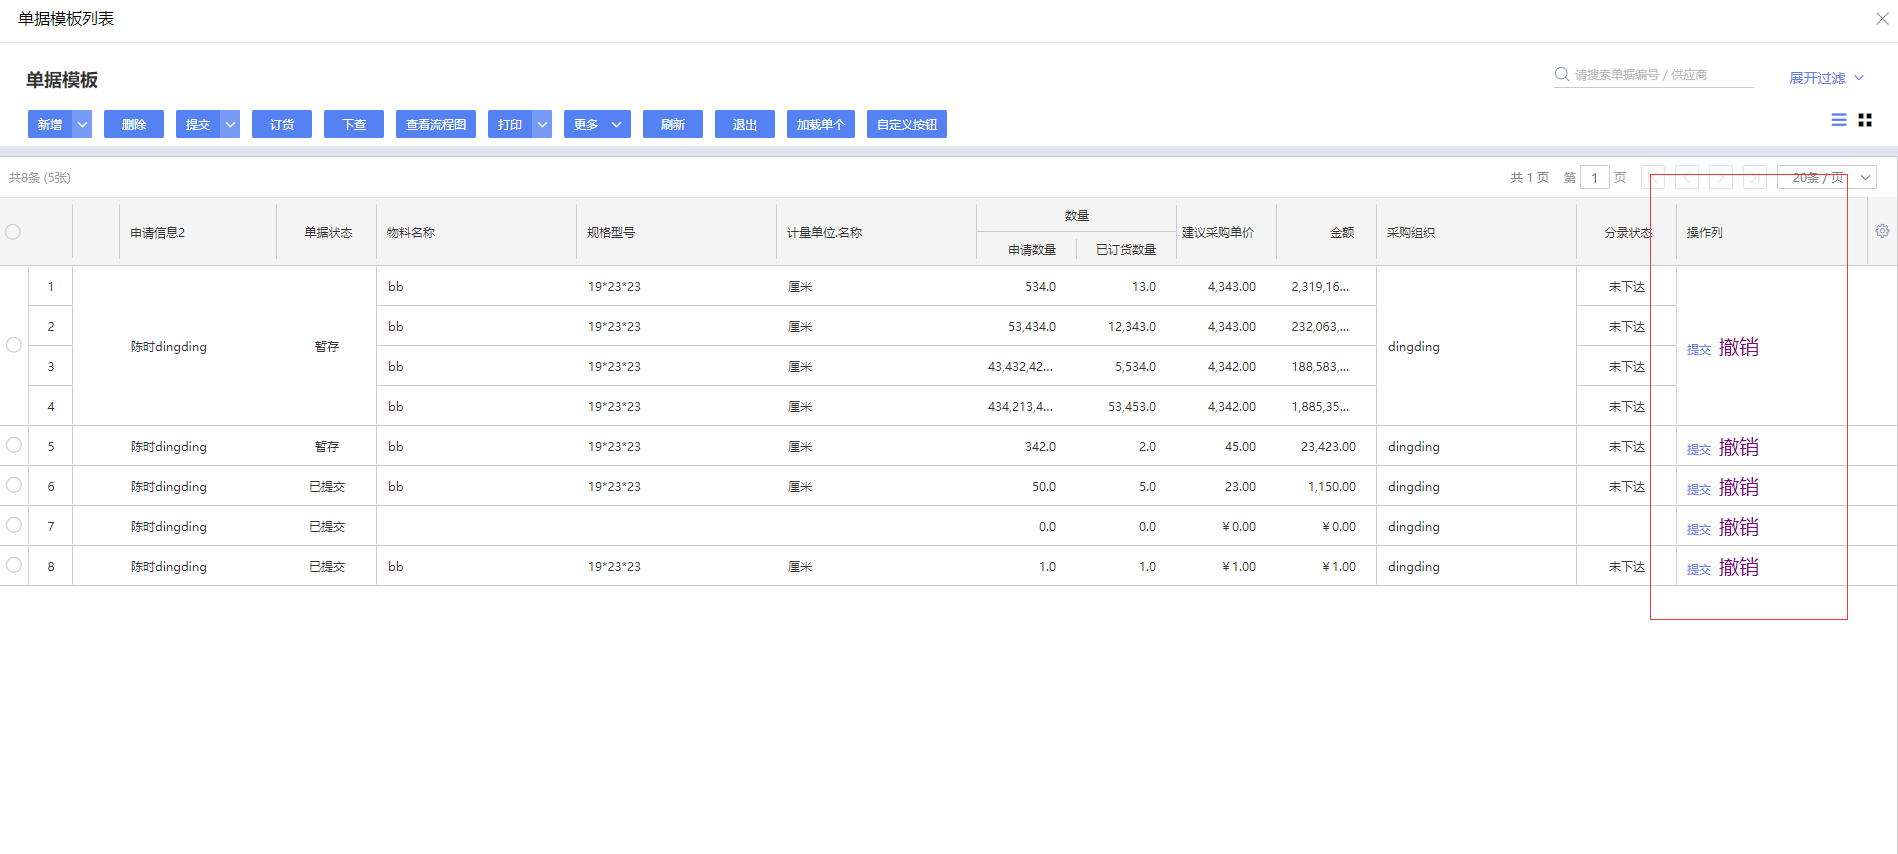 单据模板列表
单据模板
请搜索单据编号 / 供应商
展开过滤
新增 删除 提交 订货 下查 查看流程图 打印 更多 刷新 退出 加载单个 自定义按钮
共8条 (5张)
共 1 页 第 1 页 20条 / 页
申请信息2 单据状态 物料名称 规格型号 计量单位.名称 数量 建议采购单价 金额 采购组织 分录状态 操作列
申请数量 已订货数量
1 bb 19*23*23 厘米 534.0 13.0 4,343.00 2,319,16... 未下达
2 bb 19*23*23 厘米 53,434.0 12,343.0 4,343.00 232,063,... 未下达
陈时dingding 暂存 dingding 提交 撤销
3 bb 19*23*23 厘米 43,432,42... 5,534.0 4,342.00 188,583,... 未下达
4 bb 19*23*23 厘米 434,213,4... 53,453.0 4,342.00 1,885,35... 未下达
5 陈时dingding 暂存 bb 19*23*23 厘米 342.0 2.0 45.00 23,423.00 dingding 未下达 提交 撤销
6 陈时dingding 已提交 bb 19*23*23 厘米 50.0 5.0 23.00 1,150.00 dingding 未下达 提交 撤销
7 陈时dingding 已提交 0.0 0.0 ¥0.00 ¥0.00 dingding 提交 撤销
8 陈时dingding 已提交 bb 19*23*23 厘米 1.0 1.0 ¥1.00 ¥1.00 dingding 未下达 提交 撤销